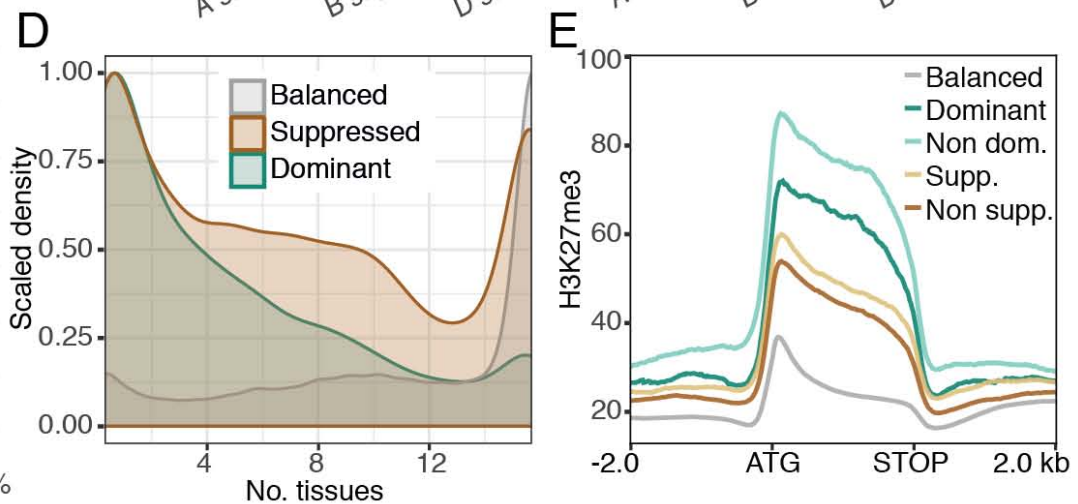 D
1.00
0.75
0.50
0.25
0.00
Scaled density
Balanced
Suppressed
Dominant
4 8 12
No. tissues
%
E
100
80
60
40
20
H3K27me3
Balanced
Dominant
Non dom.
Supp.
Non supp.
-2.0 ATG STOP 2.0 kb